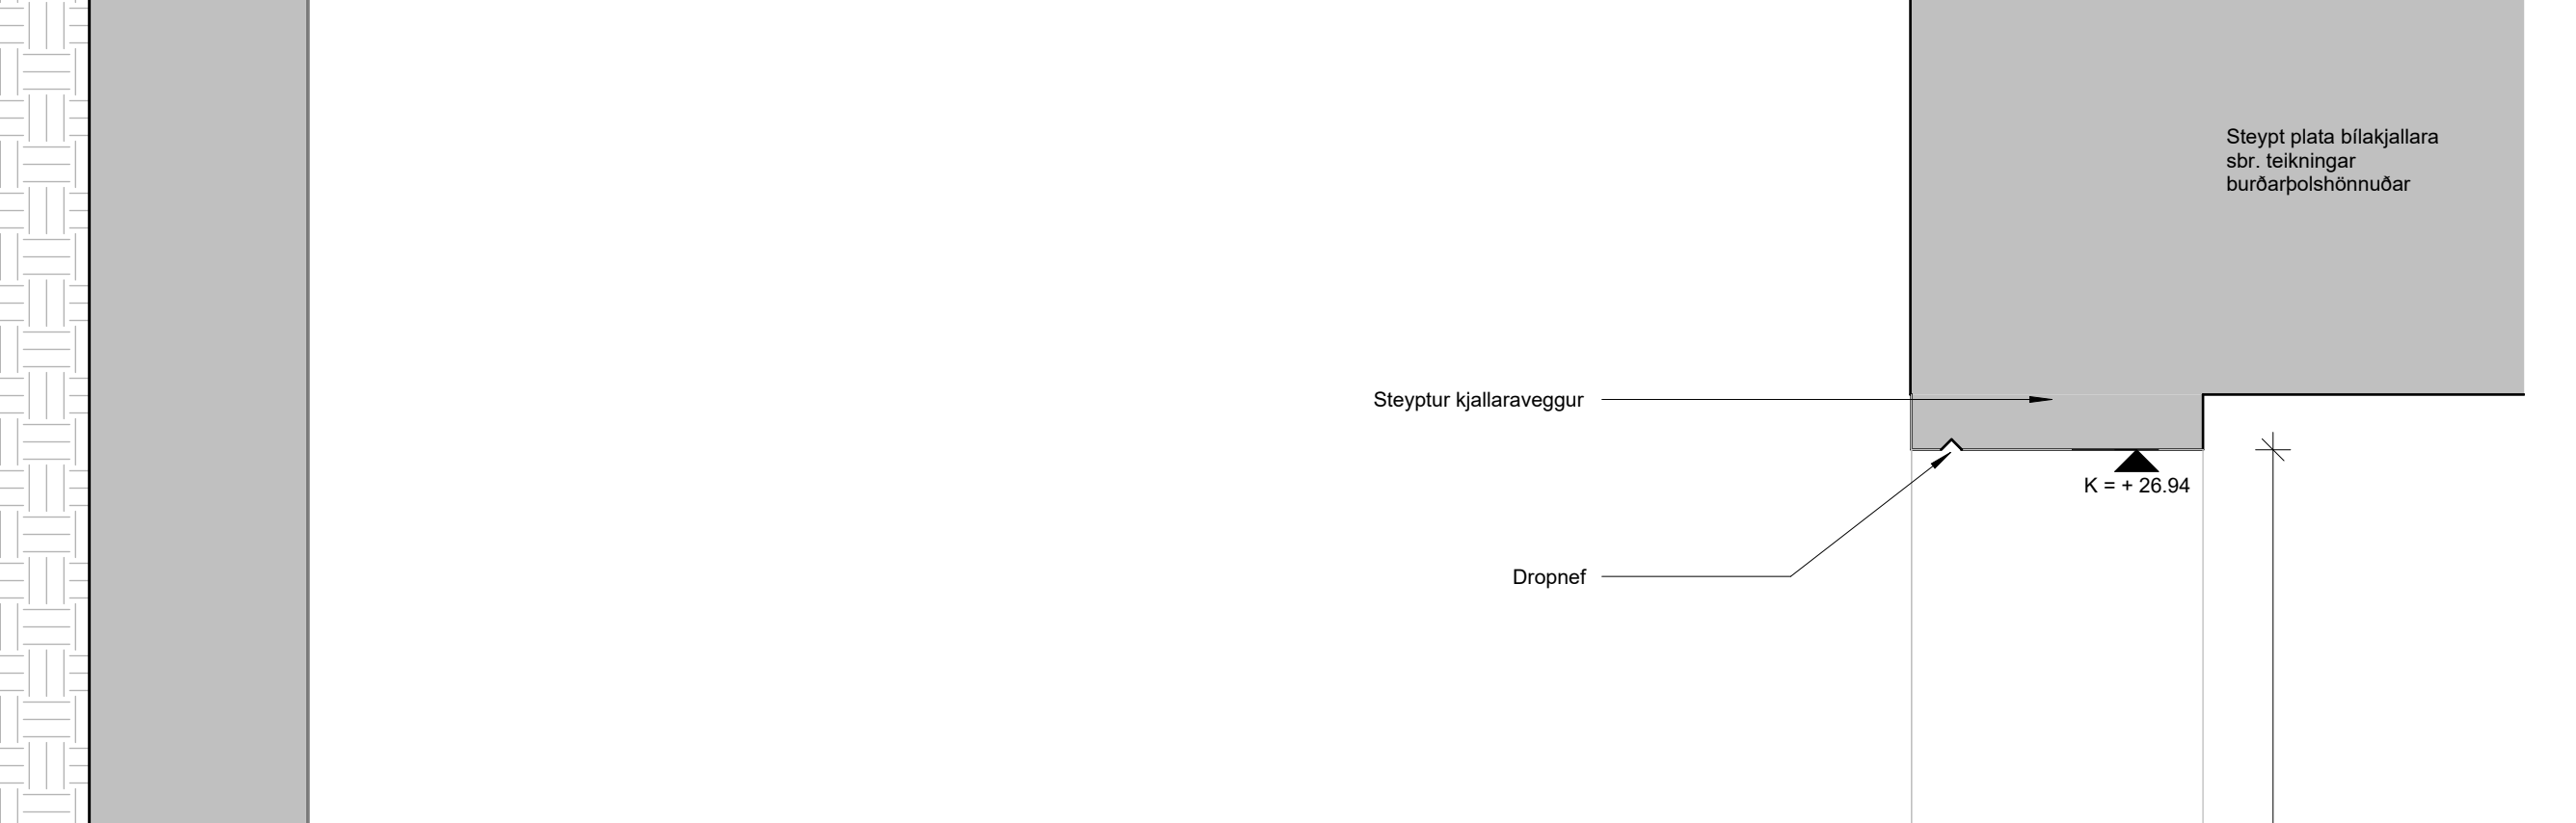 Steypt plata bílakjallara
sbr. teikningar
burðarþolshönnuðar
Steyptur kjallaraveggur
K = + 26.94
Dropnef